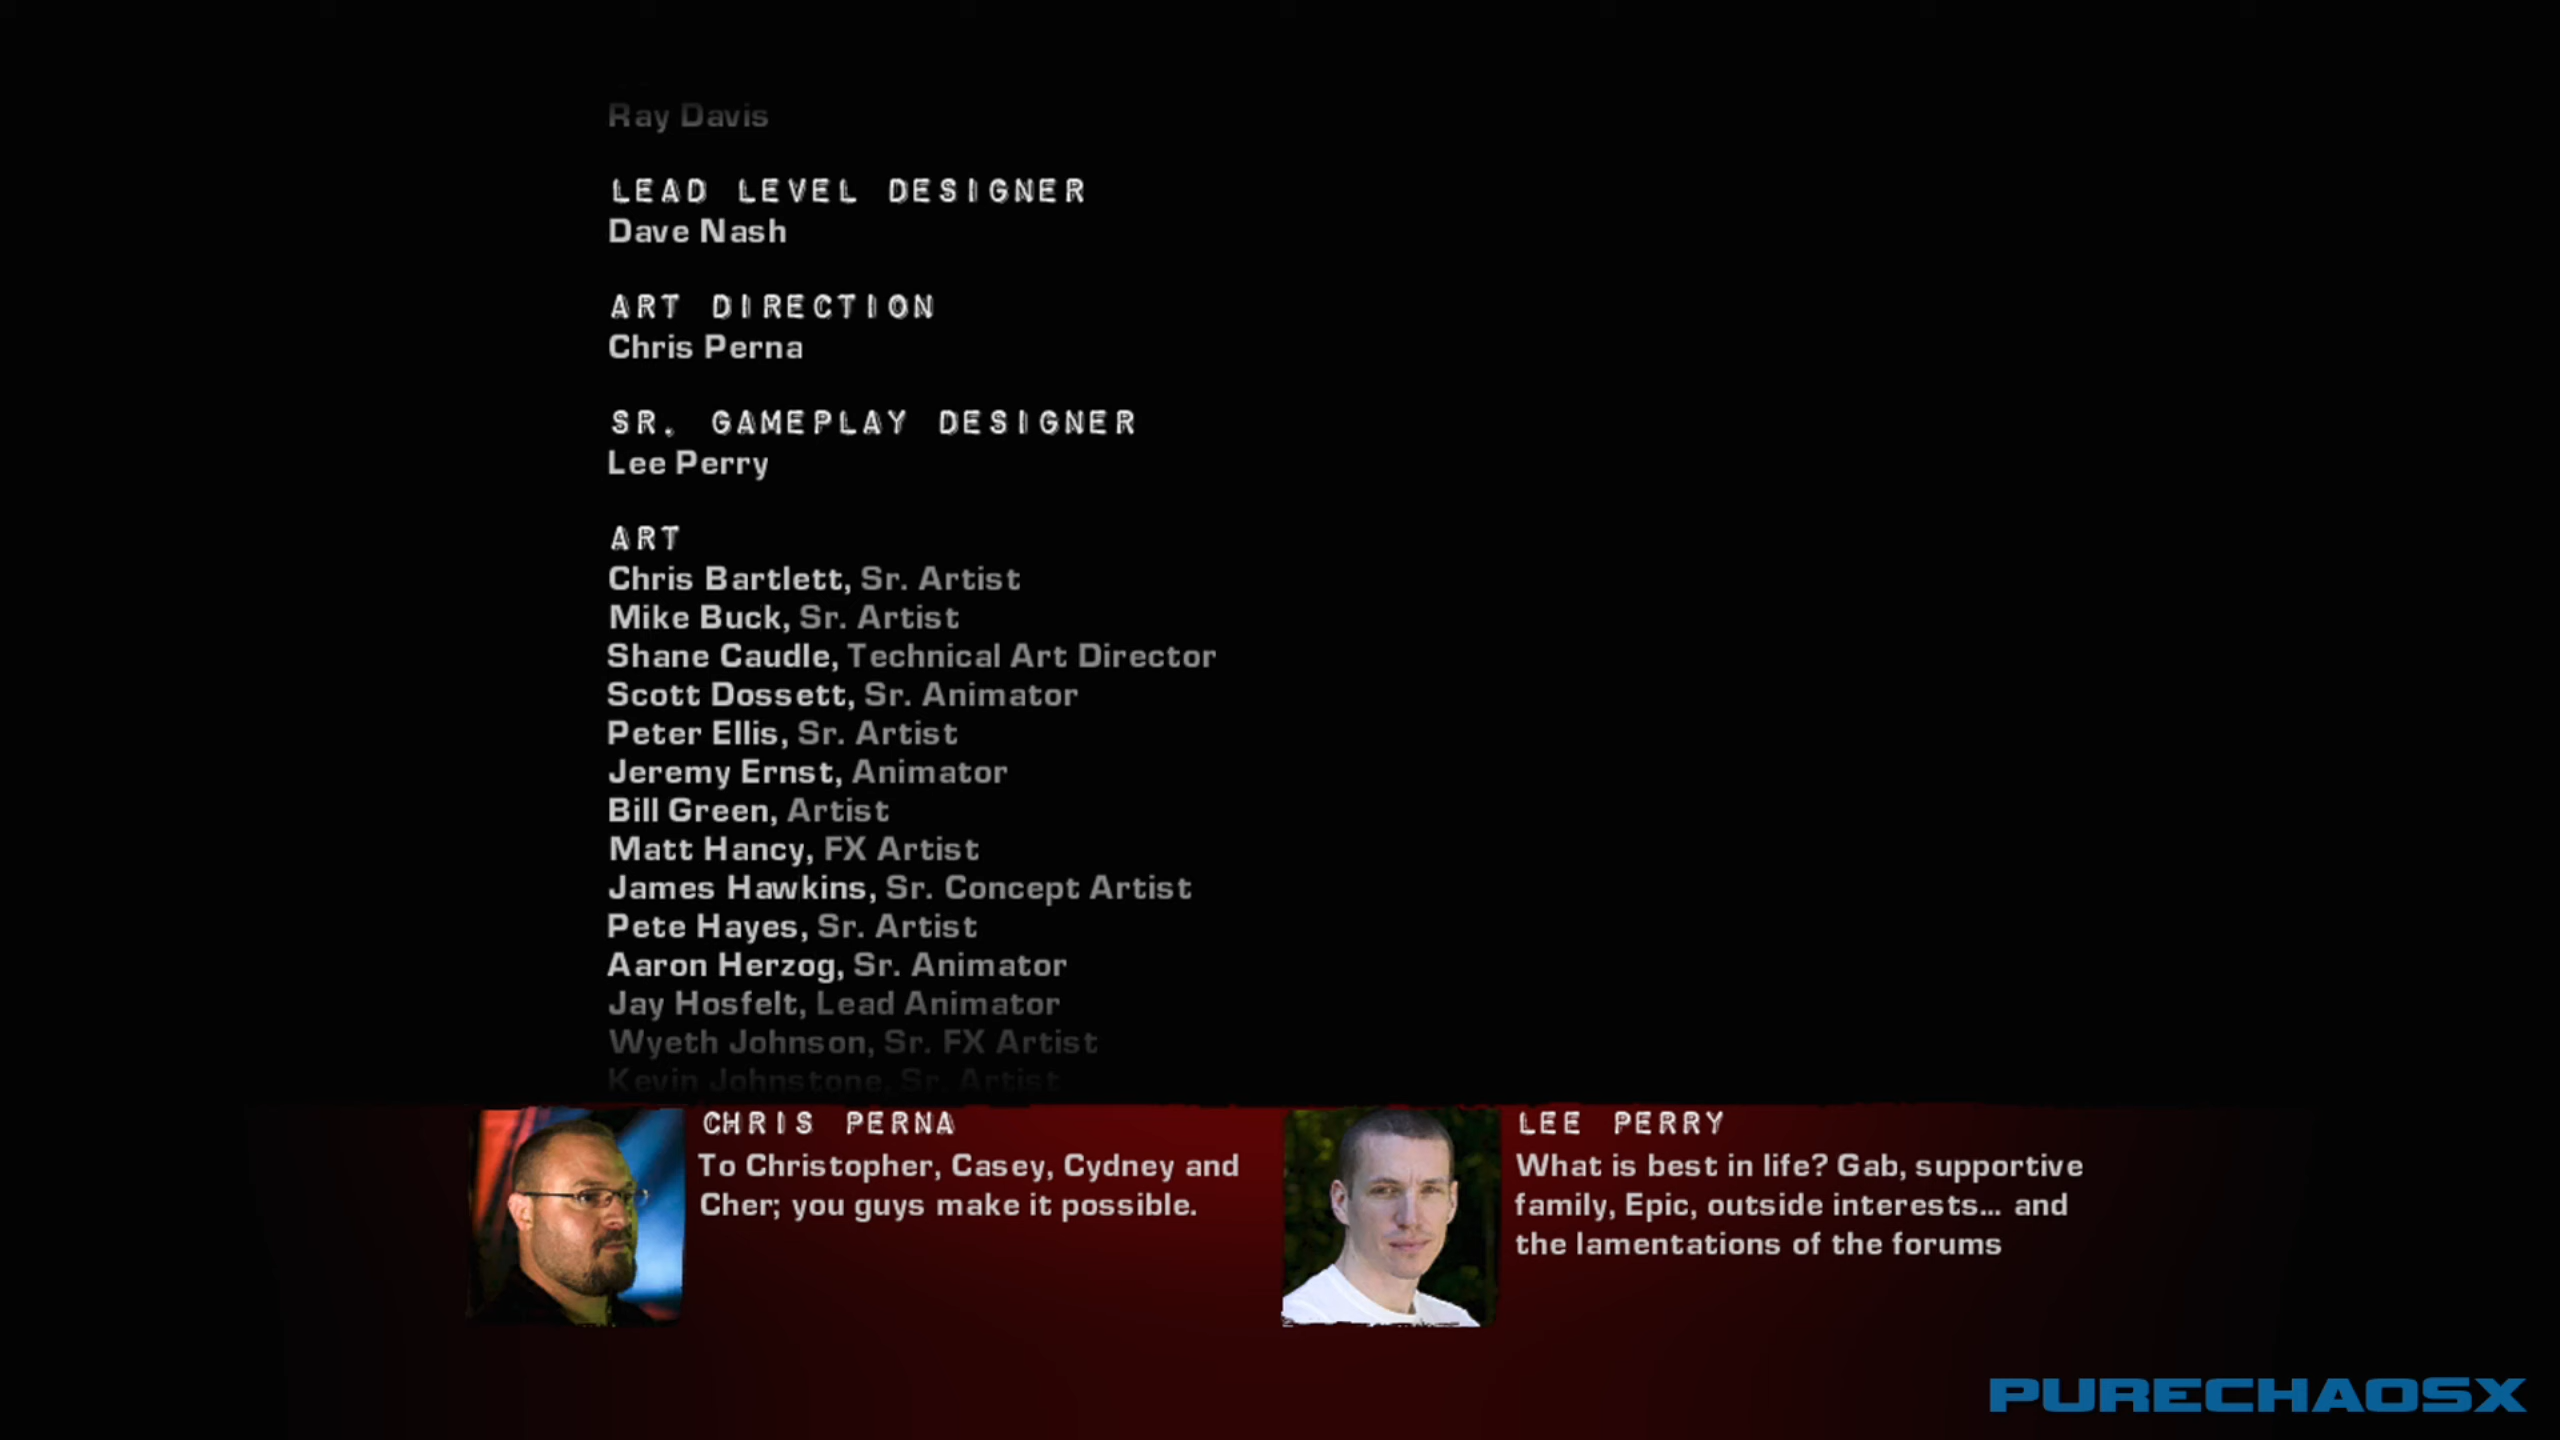 Ray Davis
LEAD LEVEL DESIGNER
Dave Nash
ART DIRECTION
Chris Perna
SR. GAMEPLAY DESIGNER
Lee Perry
ART
Chris Bartlett, Sr. Artist
Mike Buck, Sr. Artist
Shane Caudle, Technical Art Director
Scott Dossett, Sr. Animator
Peter Ellis, Sr. Artist
Jeremy Ernst, Animator
Bill Green, Artist
Matt Hancy, FX Artist
James Hawkins, Sr. Concept Artist
Pete Hayes, Sr. Artist
Aaron Herzog, Sr. Animator
Jay Hosfelt, Lead Animator
Wyeth Johnson, Sr. FX Artist
Kevin Johnstone, Sr. Artist
CHRIS PERNA
To Christopher, Casey, Cydney and
Cher; you guys make it possible.
LEE PERRY
What is best in life? Gab, supportive
family, Epic, outside interests... and
the lamentations of the forums
PURECHAOSX